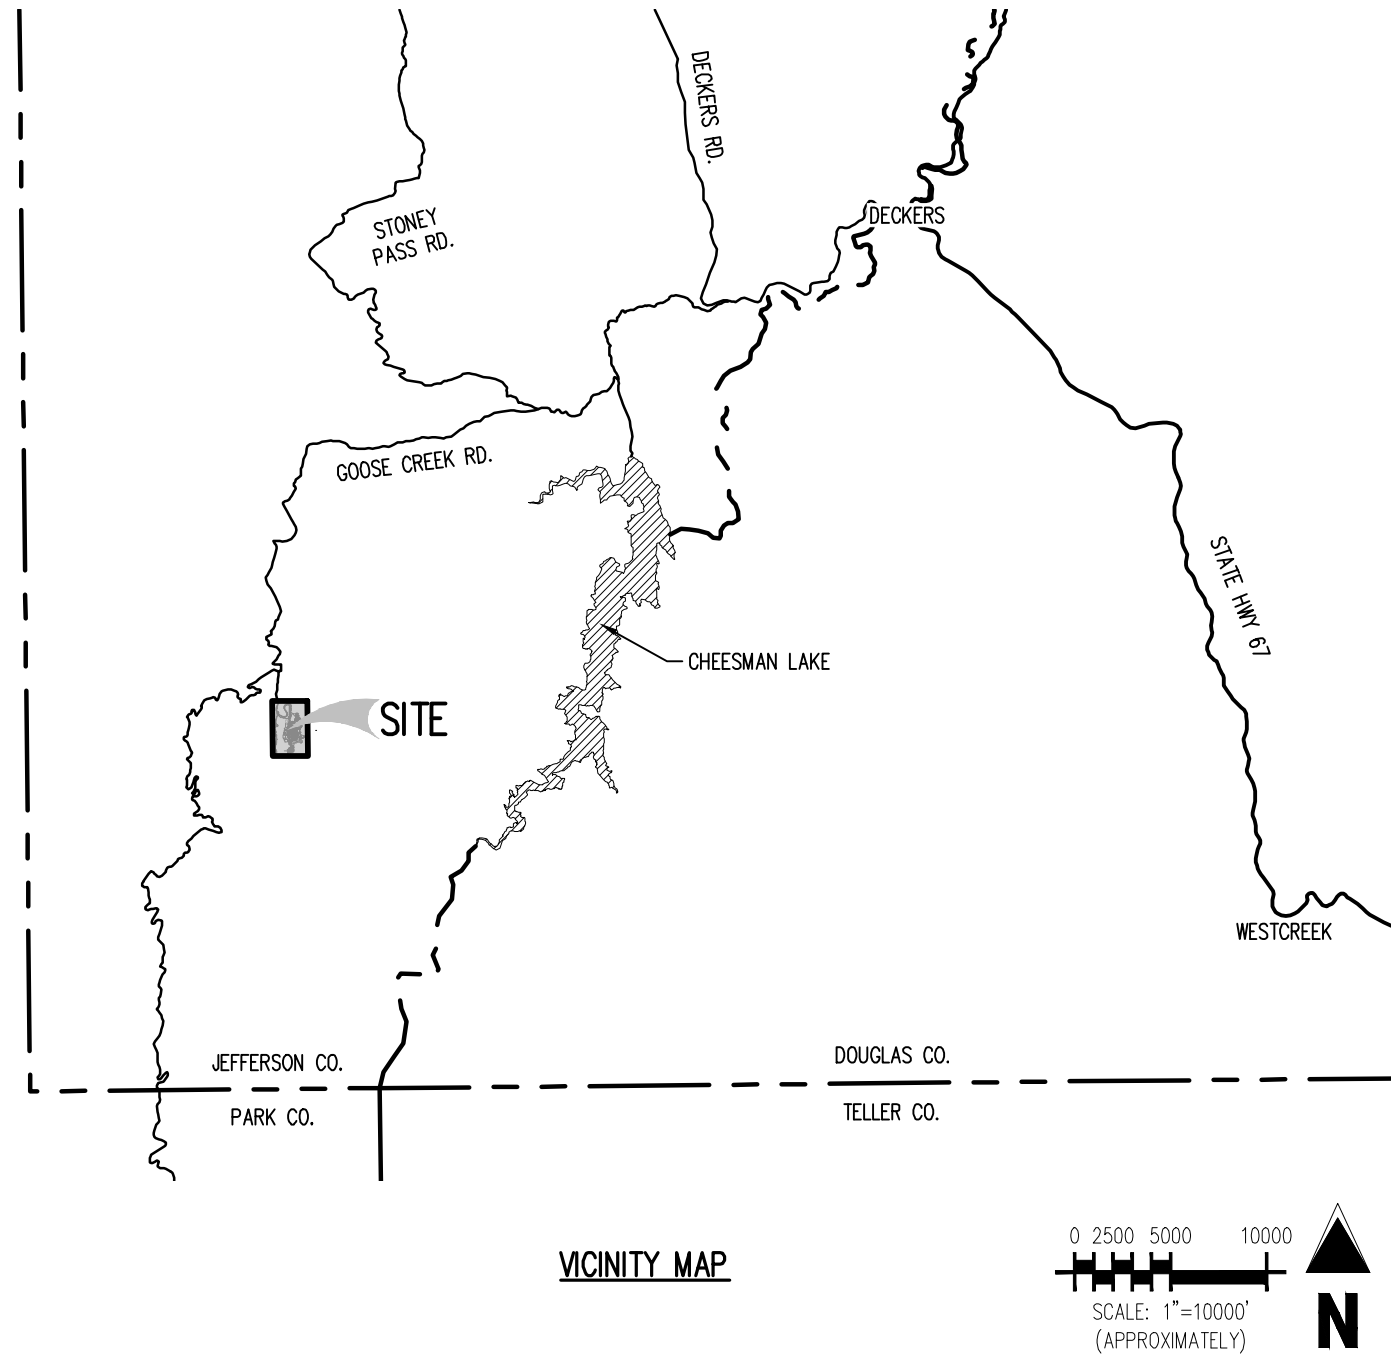 DECKERS RD.
STONEY
PASS RD.
DECKERS
GOOSE CREEK RD.
STATE HWY 67
CHEESMAN LAKE
SITE
WESTCREEK
JEFFERSON CO.
DOUGLAS CO.
PARK CO.
TELLER CO.
VICINITY MAP
0 2500 5000 10000
SCALE: 1"=10000'
(APPROXIMATELY)
N